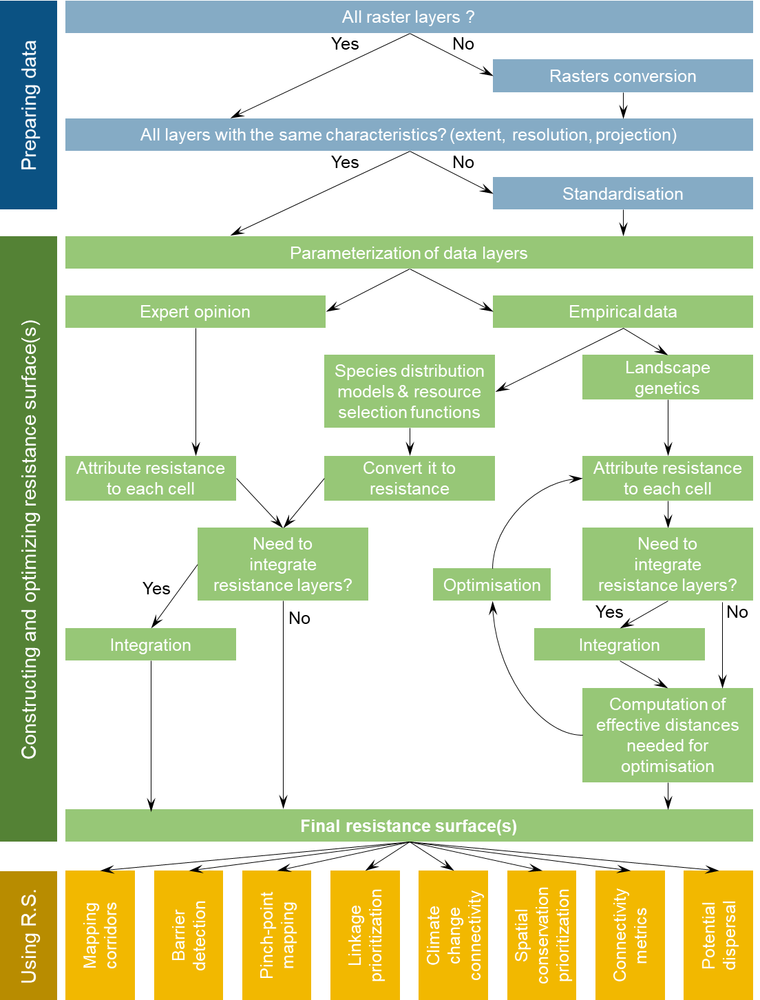 Preparing data
All raster layers ?
Yes
No
Rasters conversion
All layers with the same characteristics? (extent, resolution, projection)
Yes
No
Standardisation
Constructing and optimizing resistance surface(s)
Parameterization of data layers
Expert opinion
Empirical data
Species distribution
models & resource
selection functions
Landscape
genetics
Attribute resistance
to each cell
Convert it to
resistance
Attribute resistance
to each cell
Need to
integrate
resistance layers?
Optimisation
Need to
integrate
resistance layers?
Yes
No
Yes
No
Integration
Integration
Computation of
effective distances
needed for
optimisation
Final resistance surface(s)
Using R.S.
Mapping
corridors
Barrier
detection
Pinch-point
mapping
Linkage
prioritization
Climate
change
connectivity
Spatial
conservation
prioritization
Connectivity
metrics
Potential
dispersal